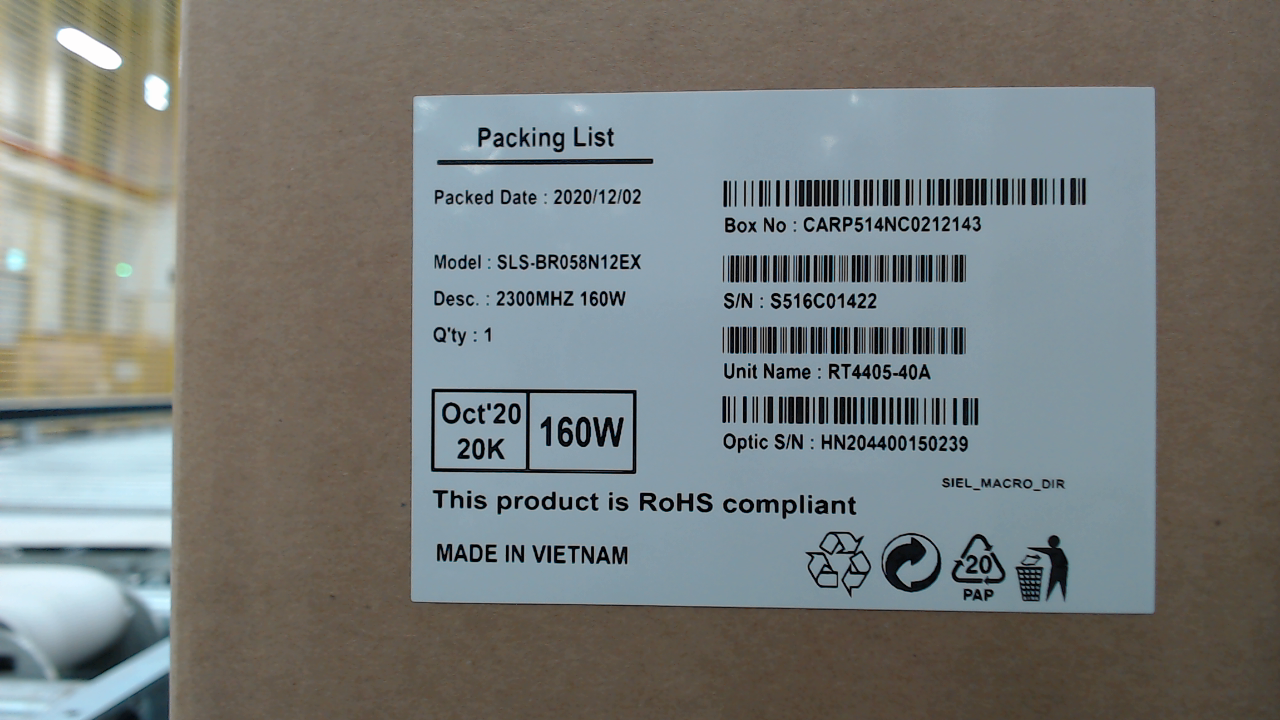 Packing List
Packed Date : 2020/12/02
Box No : CARP514NC0212143
Model : SLS-BR058N12EX
Desc. : 2300MHZ 160W
S/N : S516C01422
Q'ty : 1
Unit Name : RT4405-40A
Oct'20
20K
160W
Optic S/N : HN204400150239
SIEL_MACRO_DIR
This product is RoHS compliant
MADE IN VIETNAM
20
PAP